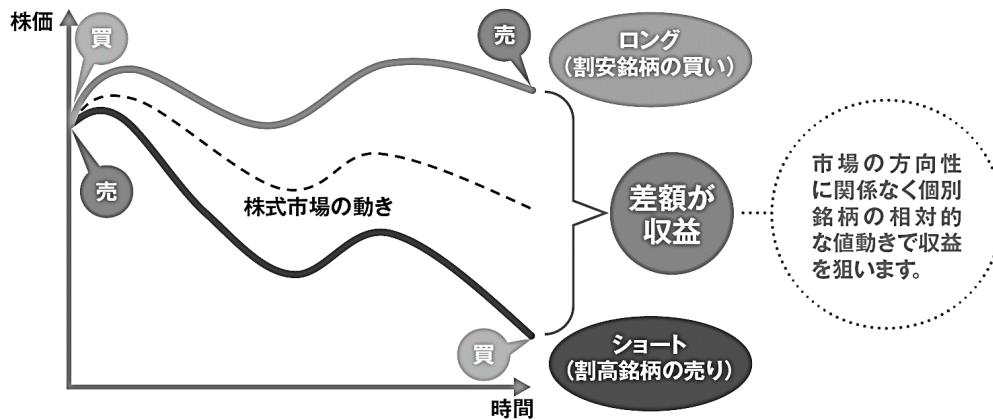 株価
買
売
ロング
（割安銘柄の買い）
売
株式市場の動き
差額が
収益
市場の方向性
に関係なく個別
銘柄の相対的
な値動きで収益
を狙います。
買
ショート
（割高銘柄の売り）
時間